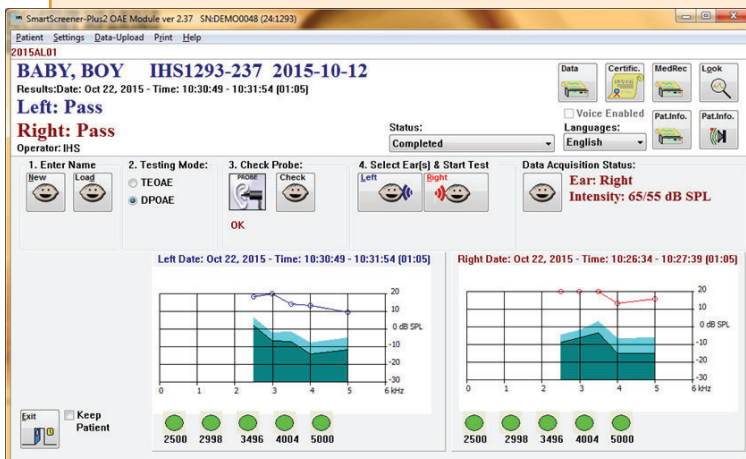 SmartScreener-Plus2 OAE Module ver 2.37 SN:DEMO0048 (24:1293)
Patient Settings Data-Upload Print Help
2015AL01
BABY, BOY IHS1293-237 2015-10-12
Results:Date: Oct 22, 2015 - Time: 10:30:49 - 10:31:54 (01:05)
Left: Pass
Right: Pass
Operator: IHS
Status:
Completed
Data
Certific.
MedRec
Look
Voice Enabled
Languages:
English
Pat.Info.
Pat.Info.
1. Enter Name
New
Load
2. Testing Mode:
TEOAE
DPOAE
3. Check Probe:
PROBE
Check
OK
4. Select Ear[s] & Start Test
Left
Right
Data Acquisition Status:
Ear: Right
Intensity: 65/55 dB SPL
Left Date: Oct 22, 2015 - Time: 10:30:49 - 10:31:54 (01:05)
20
10
0 dB SPL
-10
-20
-30
0 1 2 3 4 5 6 kHz
2500 2998 3496 4004 5000
Right Date: Oct 22, 2015 - Time: 10:26:34 - 10:27:39 (01:05)
20
10
0 dB SPL
-10
-20
-30
0 1 2 3 4 5 6 kHz
2500 2998 3496 4004 5000
Exit
Keep
Patient